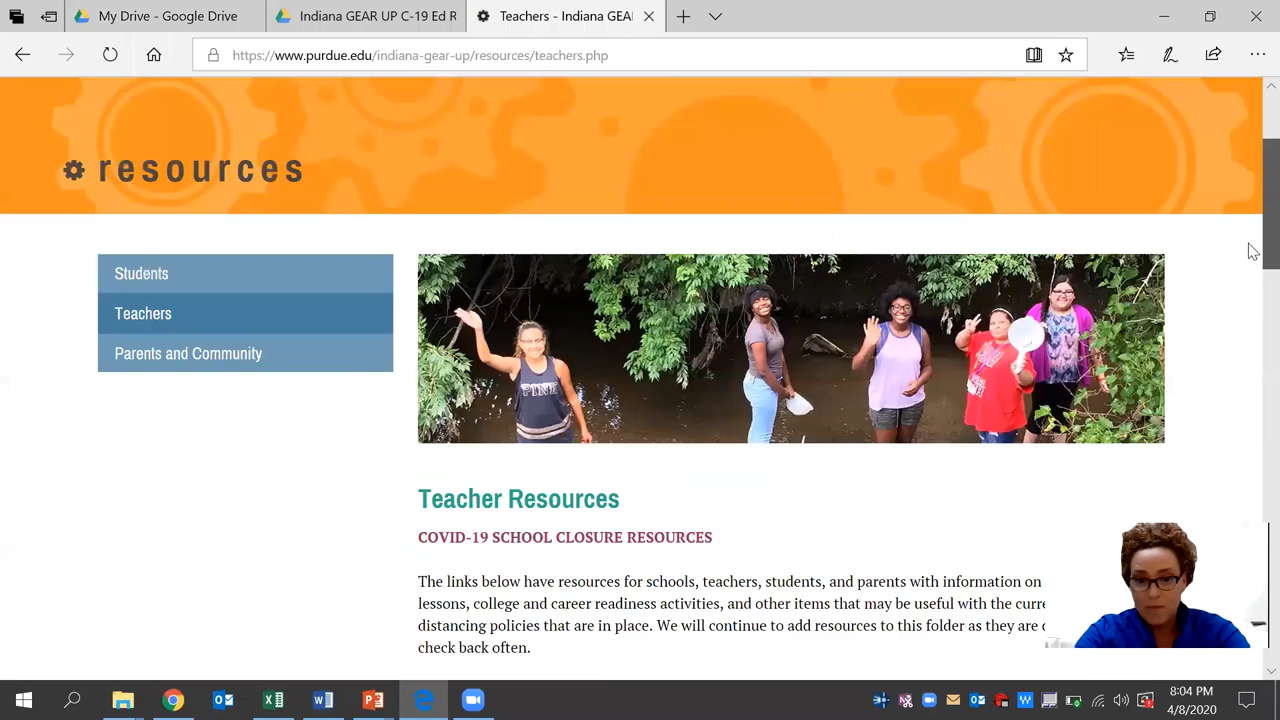 My Drive - Google Drive
Indiana GEAR UP C-19 Ed R
Teachers - Indiana GEAI
https://www.purdue.edu/indiana-gear-up/resources/teachers.php
resources
Students
Teachers
Parents and Community
PINK
Teacher Resources
COVID-19 SCHOOL CLOSURE RESOURCES
The links below have resources for schools, teachers, students, and parents with information on
lessons, college and career readiness activities, and other items that may be useful with the curre
distancing policies that are in place. We will continue to add resources to this folder as they are
check back often.
8:04 PM
4/8/2020